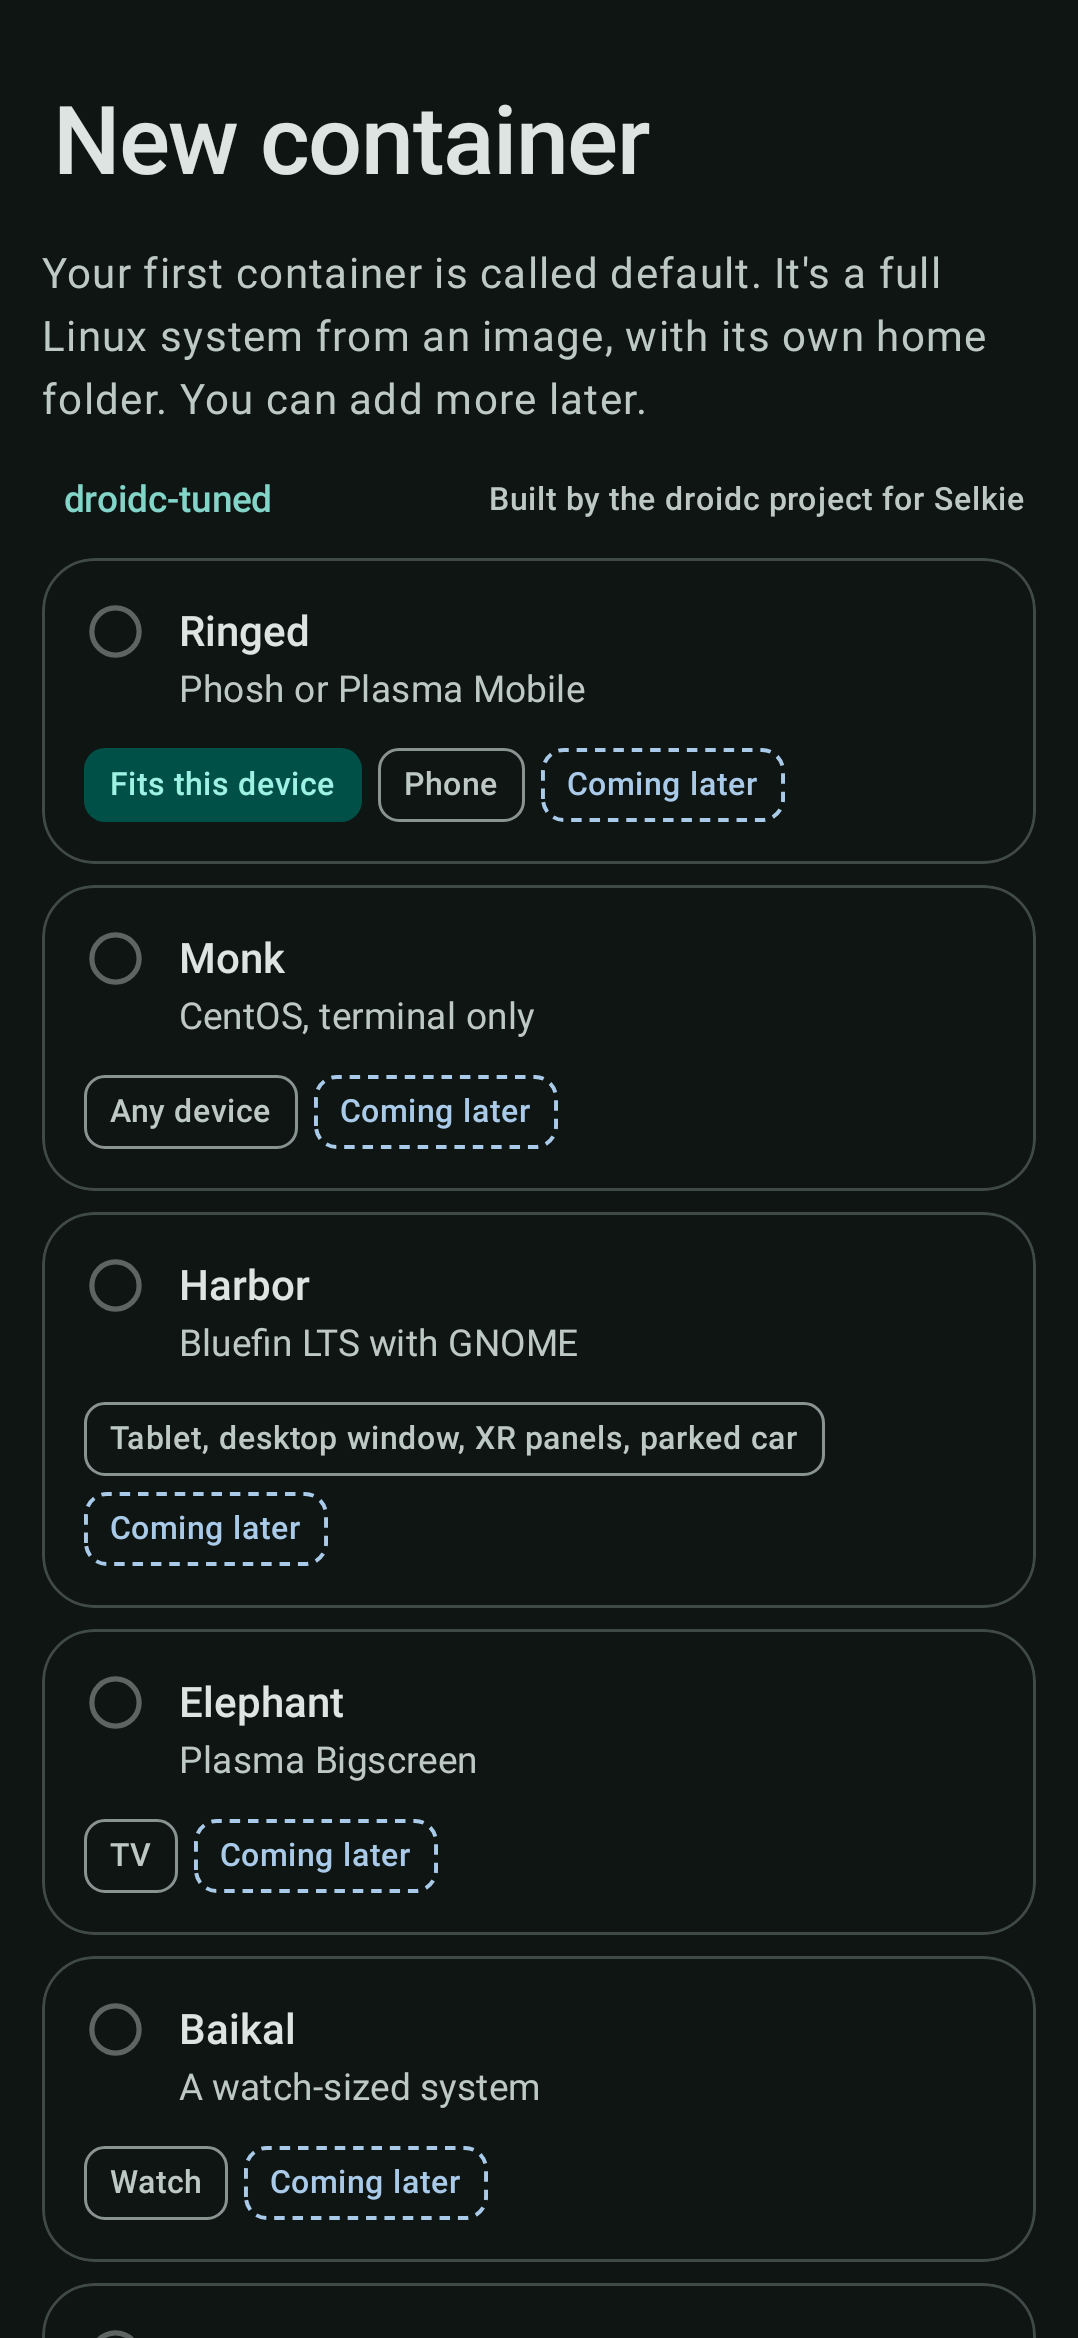 New container
Your first container is called default. It's a full
Linux system from an image, with its own home
folder. You can add more later.
droidc-tuned
Built by the droidc project for Selkie
Ringed
Phosh or Plasma Mobile
Fits this device
Phone
Coming later
Monk
CentOS, terminal only
Any device
Coming later
Harbor
Bluefin LTS with GNOME
Tablet, desktop window, XR panels, parked car
Coming later
Elephant
Plasma Bigscreen
TV
Coming later
Baikal
A watch-sized system
Watch
Coming later